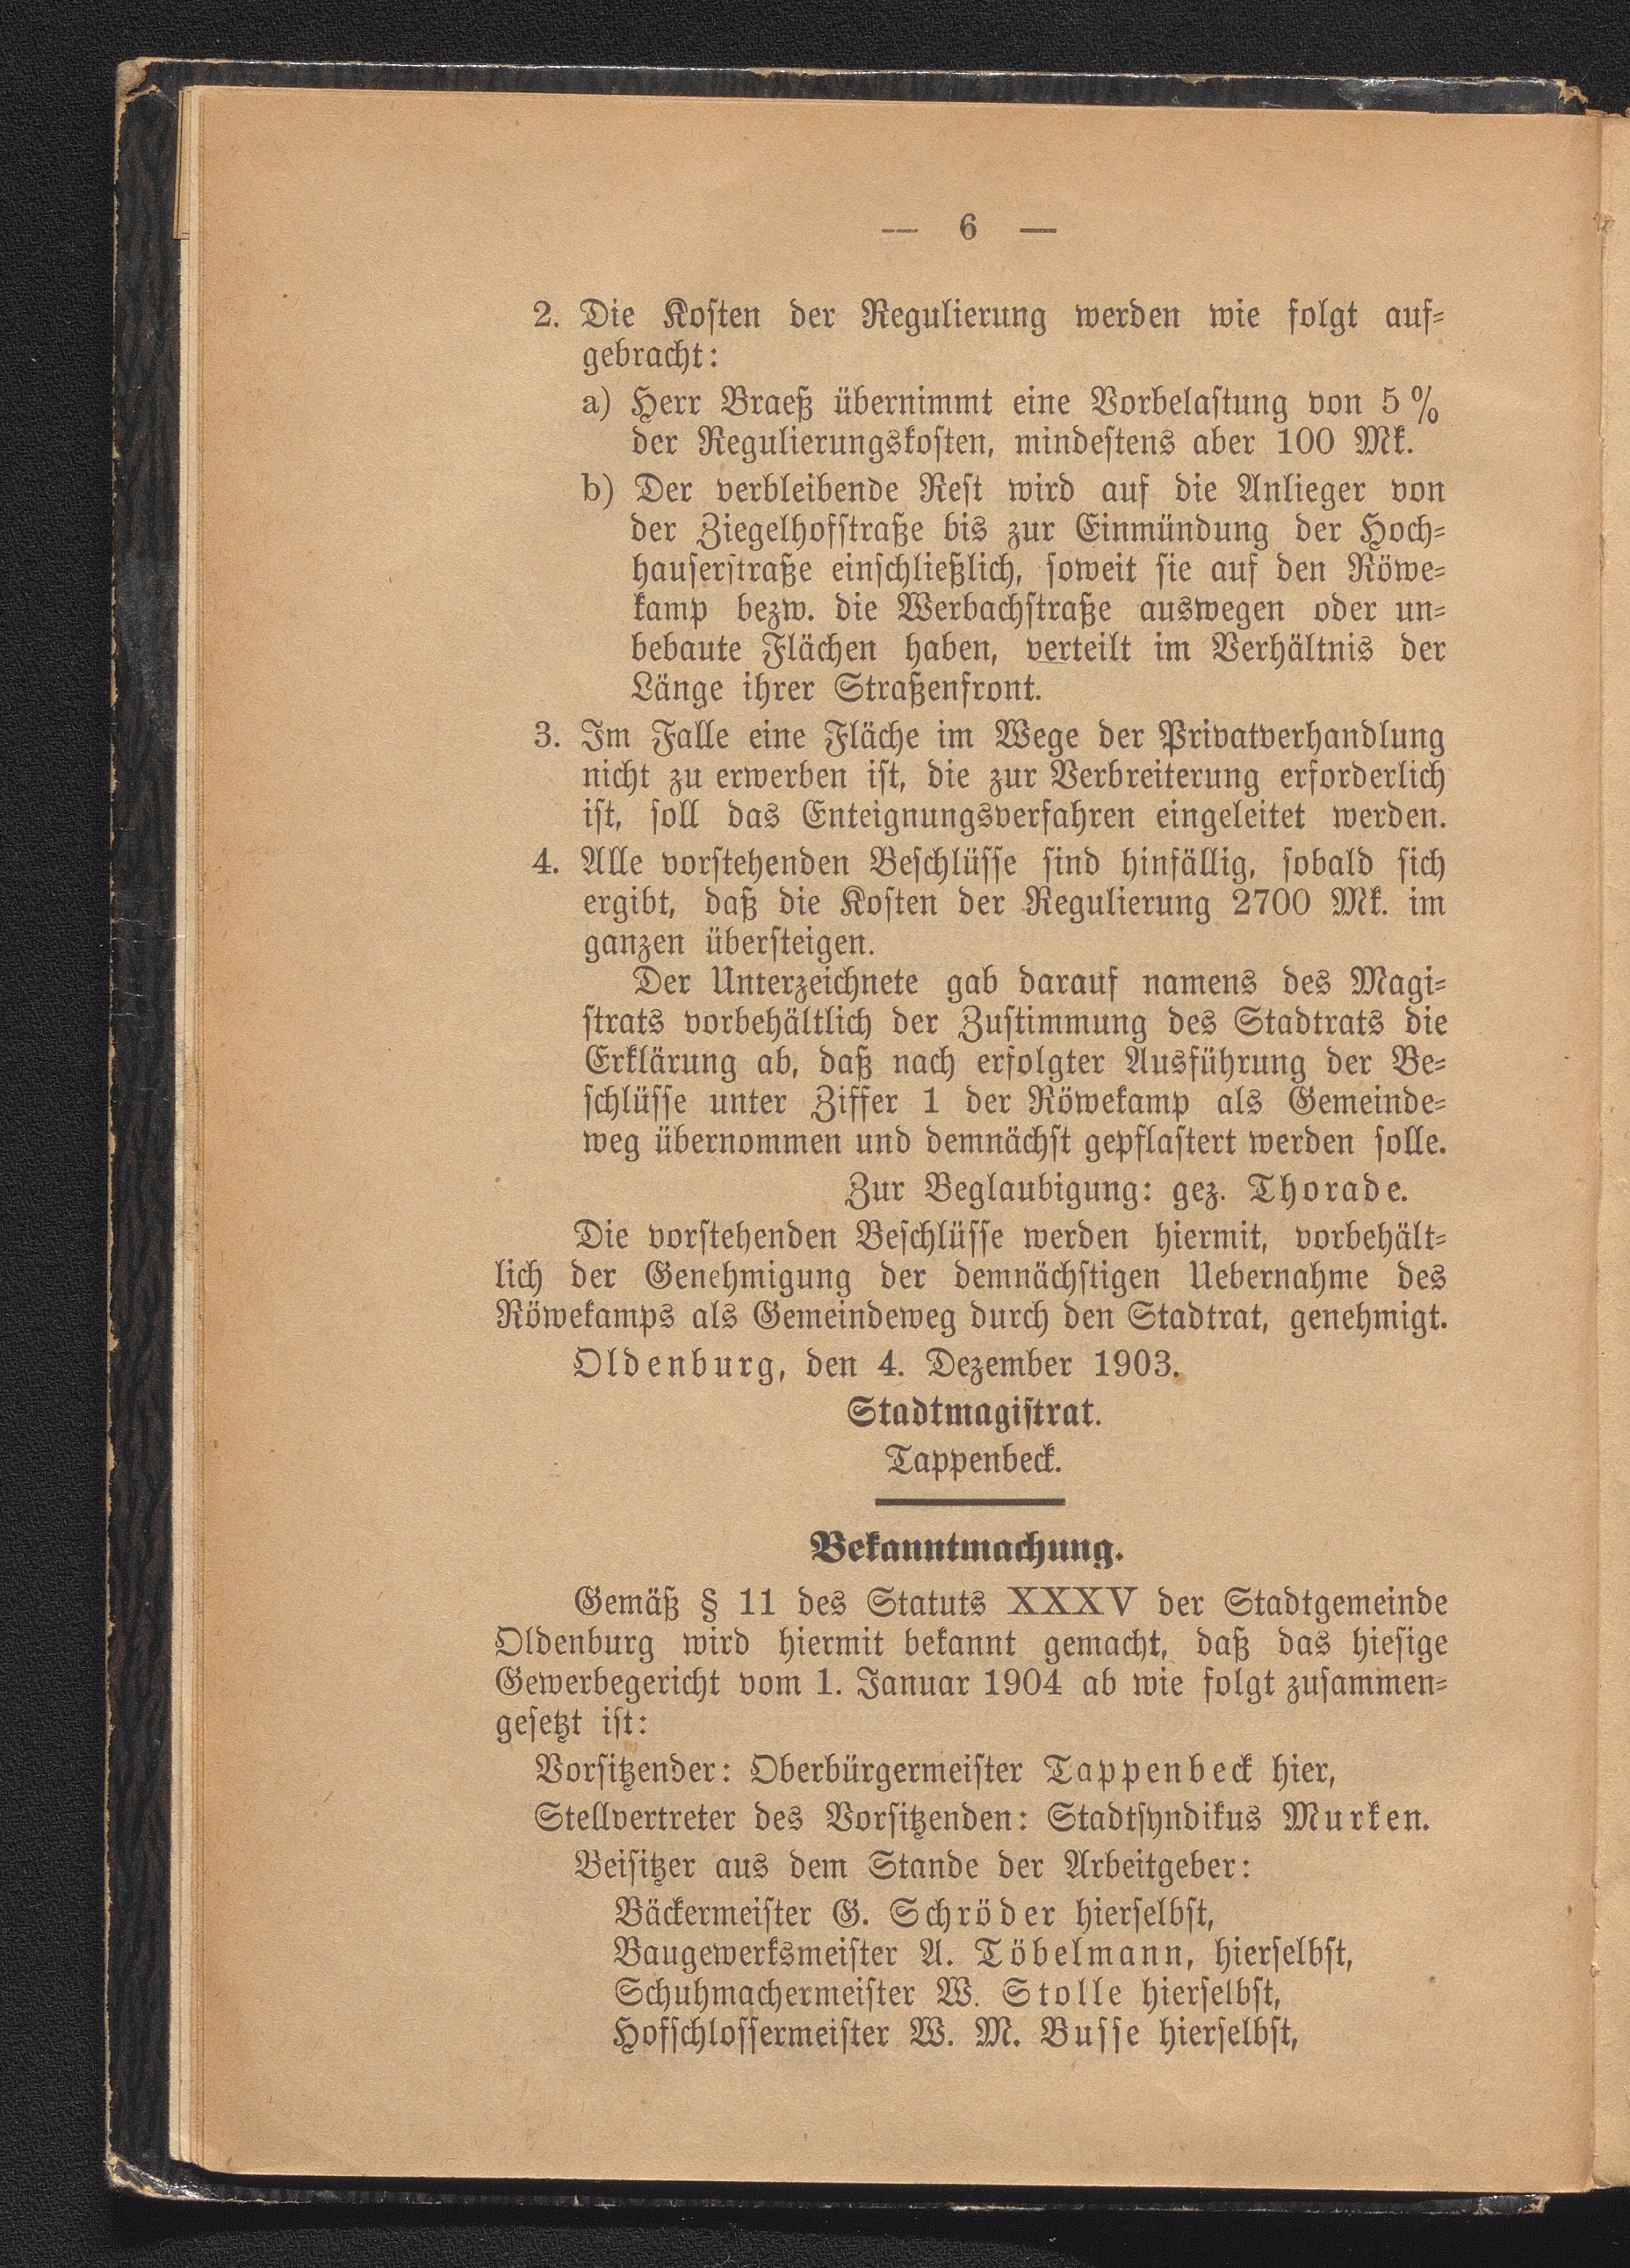 — 6 —
2. Die Kosten der Regulierung werden wie folgt auf-
gebracht:
a) Herr Braeß übernimmt eine Vorbelastung von 5 %
der Regulierungskosten, mindestens aber 100 Mk.
b) Der verbleibende Rest wird auf die Anlieger von
der Ziegelhofstraße bis zur Einmündung der Hoch-
hauserstraße einschließlich, soweit sie auf den Röwe-
kamp bezw. die Werbachstraße auswegen oder un-
bebaute Flächen haben, verteilt im Verhältnis der
Länge ihrer Straßenfront.
3. Im Falle eine Fläche im Wege der Privatverhandlung
nicht zu erwerben ist, die zur Verbreiterung erforderlich
ist, soll das Enteignungsverfahren eingeleitet werden.
4. Alle vorstehenden Beschlüsse sind hinfällig, sobald sich
ergibt, daß die Kosten der Regulierung 2700 Mk. im
ganzen übersteigen.
Der Unterzeichnete gab darauf namens des Magi-
strats vorbehältlich der Zustimmung des Stadtrats die
Erklärung ab, daß nach erfolgter Ausführung der Be-
schlüsse unter Ziffer 1 der Röwekamp als Gemeinde-
weg übernommen und demnächst gepflastert werden solle.
Zur Beglaubigung: gez. Thorade.
Die vorstehenden Beschlüsse werden hiermit, vorbehält-
lich der Genehmigung der demnächstigen Uebernahme des
Röwekamps als Gemeindeweg durch den Stadtrat, genehmigt.
Oldenburg, den 4. Dezember 1903.
Stadtmagistrat.
Tappenbeck.
Bekanntmachung.
Gemäß § 11 des Statuts XXXV der Stadtgemeinde
Oldenburg wird hiermit bekannt gemacht, daß das hiesige
Gewerbegericht vom 1. Januar 1904 ab wie folgt zusammen-
gesetzt ist:
Vorsitzender: Oberbürgermeister Tappenbeck hier,
Stellvertreter des Vorsitzenden: Stadtsyndikus Murken.
Beisitzer aus dem Stande der Arbeitgeber:
Bäckermeister G. Schröder hierselbst,
Baugewerksmeister A. Töbelmann, hierselbst,
Schuhmachermeister W. Stolle hierselbst,
Hofschlossermeister W. M. Busse hierselbst,